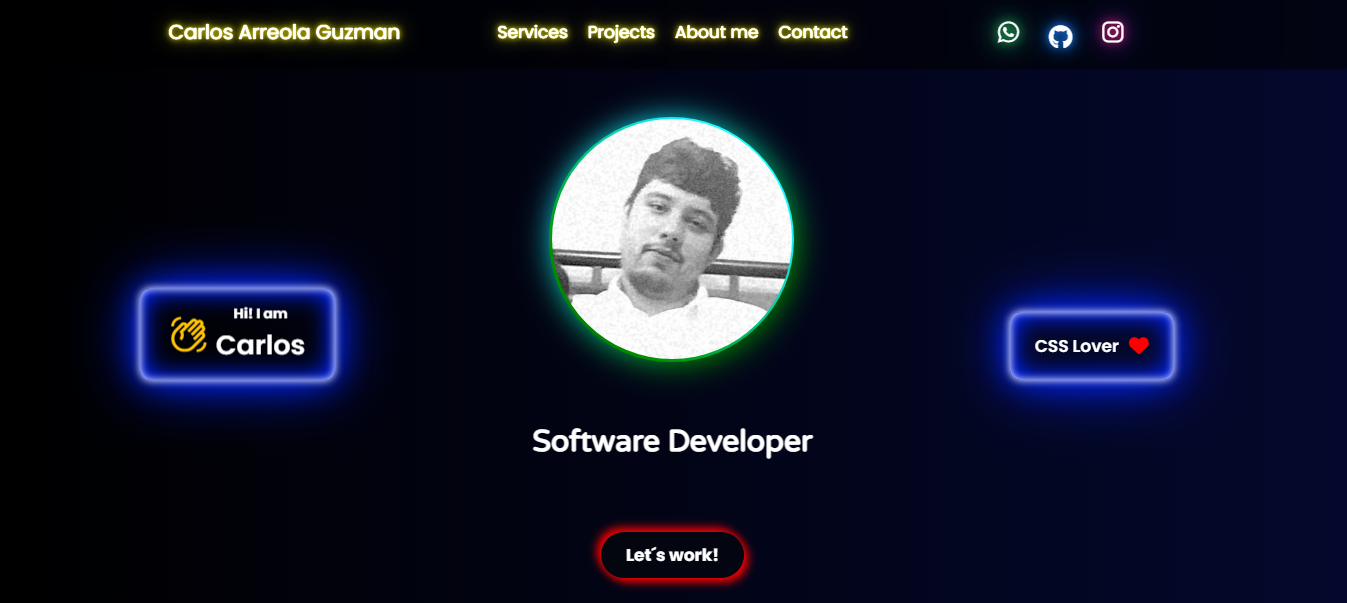 Carlos Arreola Guzman
Services Projects About me Contact
Hi! I am
Carlos
CSS Lover
Software Developer
Let´s work!